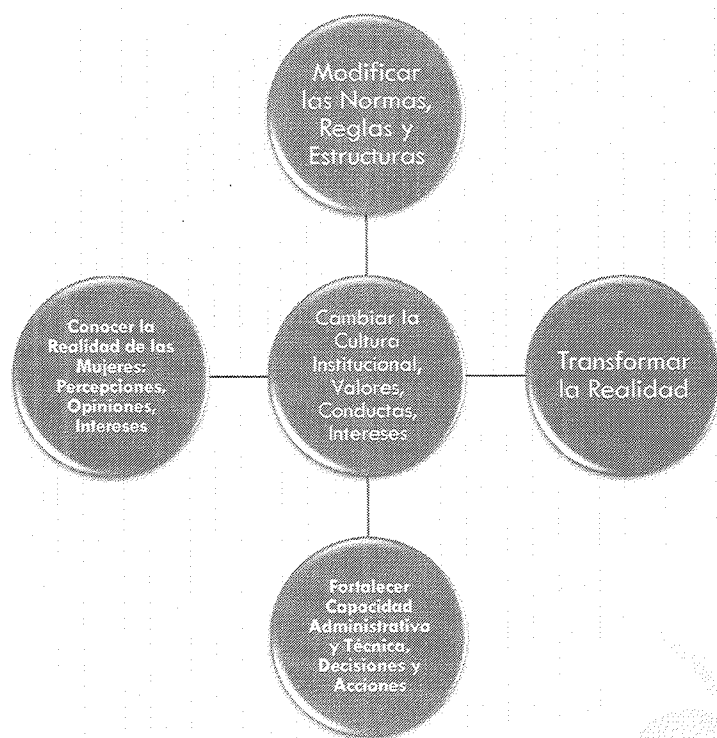 Modificar
las Normas,
Reglas y
Estructuras
Conocer la
Realidad de las
Mujeres:
Percepciones,
Opiniones,
Intereses
Cambiar la
Cultura
Institucional,
Valores,
Conductas,
Intereses
Transformar
la Realidad
Fortalecer
Capacidad
Administrativa
y Técnica,
Decisiones y
Acciones